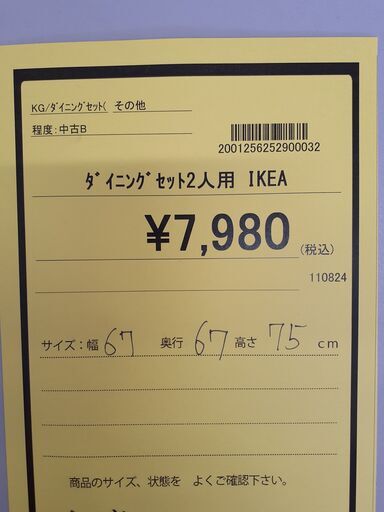 KG/ﾀﾞｲﾆﾝｸﾞｾｯﾄ( その他
程度:中古B
2001256252900032
ﾀﾞｲﾆﾝｸﾞｾｯﾄ2人用 IKEA
¥7,980(税込)
110824
サイズ:幅 67 奥行 67 高さ 75 cm
商品のサイズ、状態を よくご確認下さい。